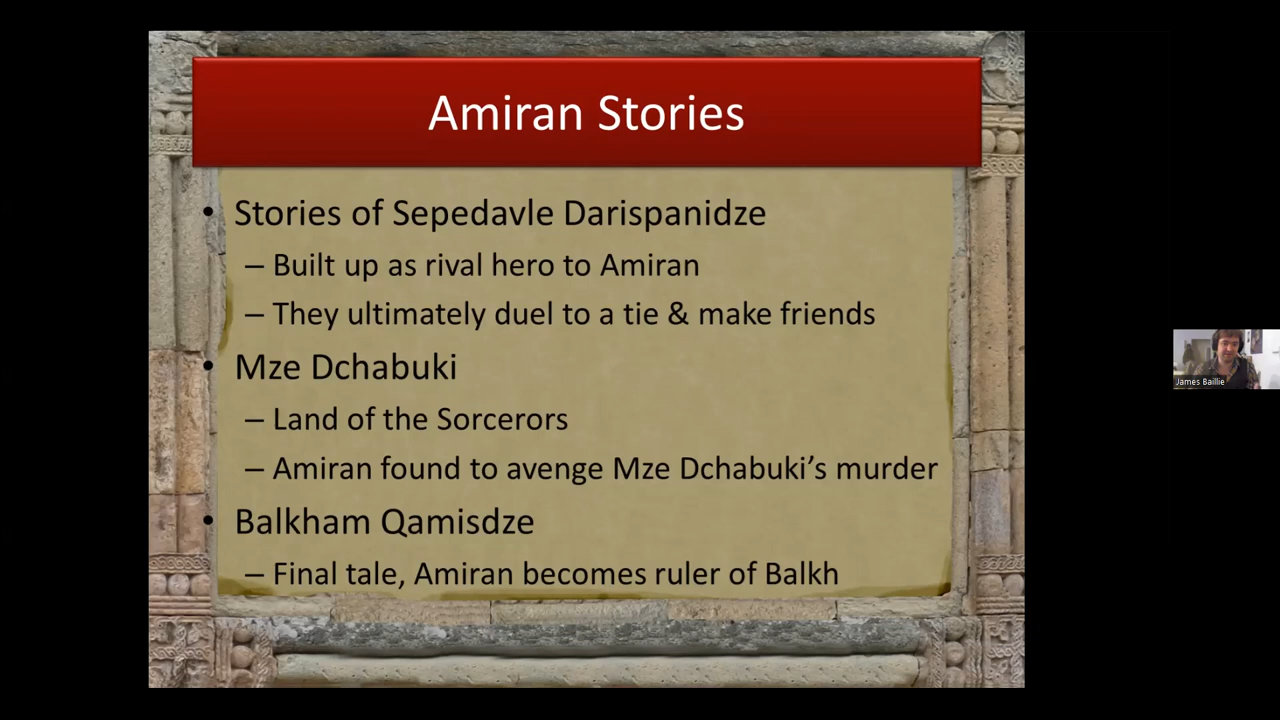 Amiran Stories
• Stories of Sepedavle Darispanidze
– Built up as rival hero to Amiran
– They ultimately duel to a tie & make friends
• Mze Dchabuki
– Land of the Sorcerors
– Amiran found to avenge Mze Dchabuki’s murder
• Balkham Qamisdze
– Final tale, Amiran becomes ruler of Balkh
James Baillie